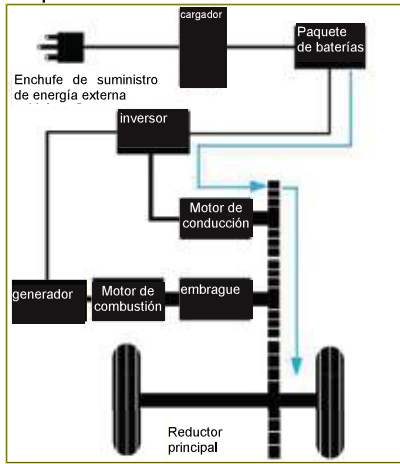 cargador
Paquete
de baterías
Enchufe de suministro
de energía externa
inversor
Motor de
conducción
generador
Motor de
combustión
embrague
Reductor
principal